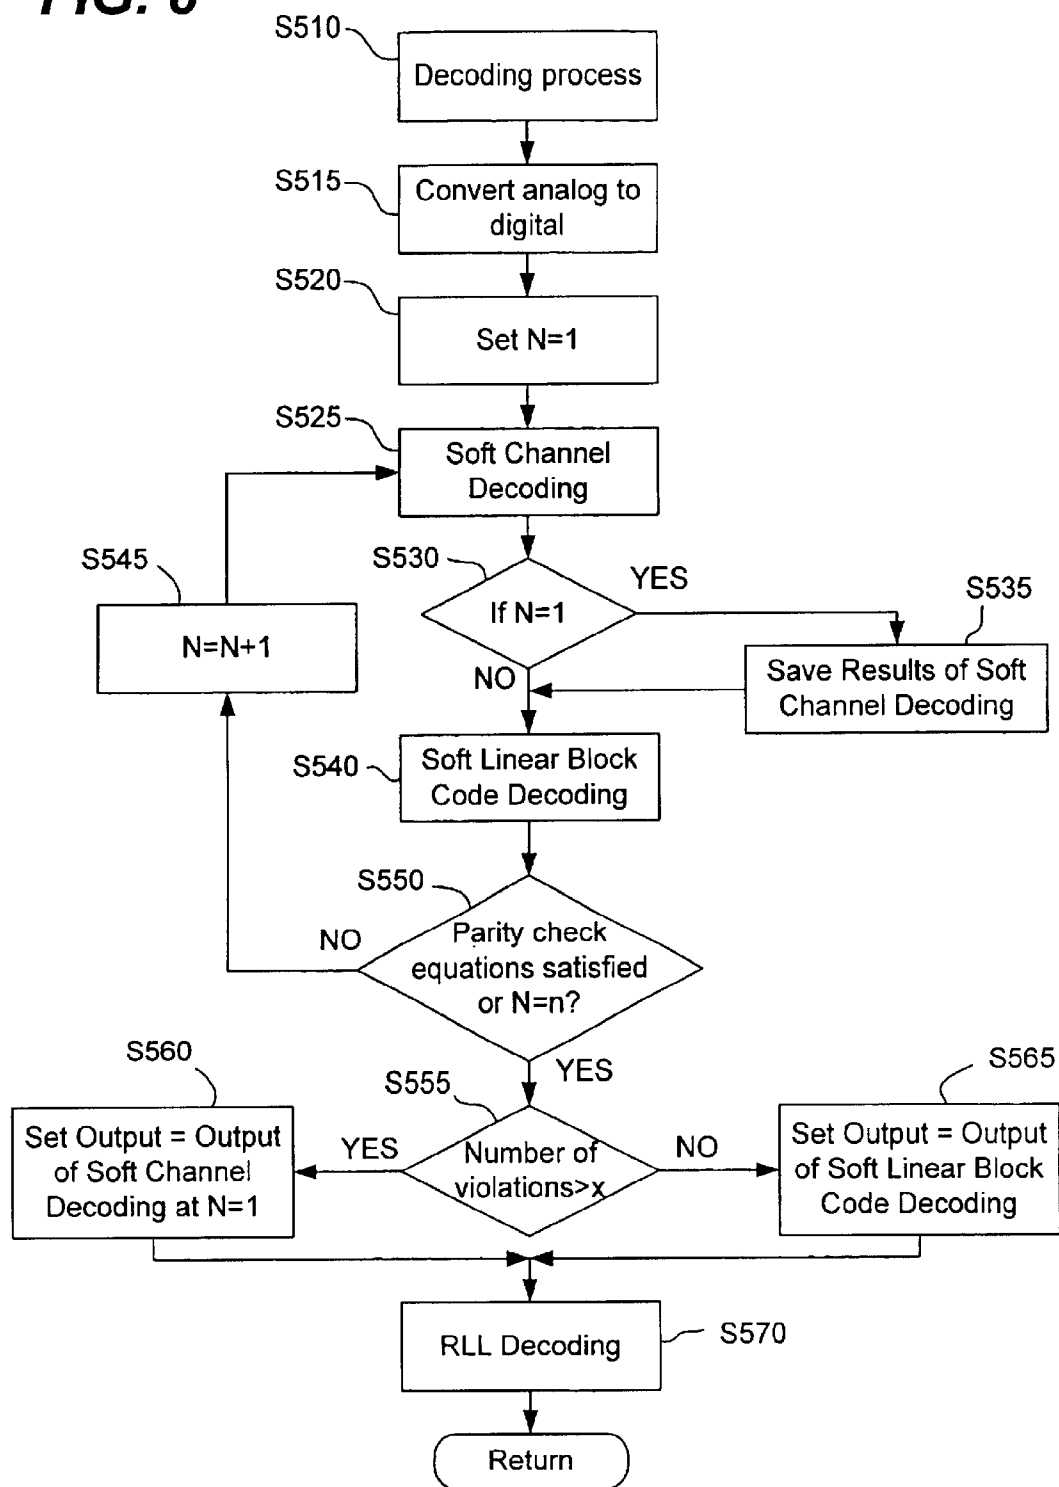 S510
Decoding process
S515
Convert analog to
digital
S520
Set N=1
S525
Soft Channel
Decoding
S545
N=N+1
S530
If N=1
YES
NO
S535
Save Results of Soft
Channel Decoding
S540
Soft Linear Block
Code Decoding
S550
Parity check
equations satisfied
or N=n?
NO
YES
S555
Number of
violations>x
YES
NO
S560
Set Output = Output
of Soft Channel
Decoding at N=1
S565
Set Output = Output
of Soft Linear Block
Code Decoding
RLL Decoding
S570
Return